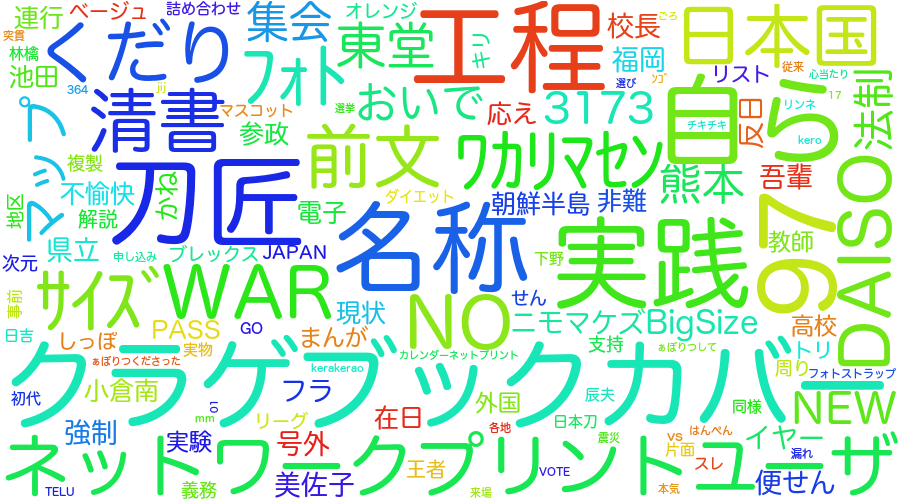 連行
ベージュ
詰め合わせ
集会
オレンジ
工程
校長
ごろ
日本国
突貫
くだり
フォト
東堂
キリ
福岡
リスト
従来
心当たり
林檎
池田
364
jij
選び
ﾝｺﾞ
17
清書
マスコット
選挙
おいで
応え
3173
自ら
反日
リンネ
法制
マップ
複製
参政
前文
ワカリマセン
チキチキ
kero
不愉快
かね
刀匠
ダイエット
熊本
吾輩
地区
解説
電子
名称
朝鮮半島
非難
実践
97
DAISO
県立
ブレックス
JAPAN
教師
次元
申し込み
下野
事前
サイズ
WAR
現状
NO
せん
ニモマケズ
BigSize
高校
日吉
しっぽ
PASS
GO
まんが
実物
カレンダーネットプリント
支持
ぁぽりつして
トリ
ぁぽりつくださった
クラゲブックカバー
kerakerao
周り
フォトストラップ
小倉南
フラ
辰夫
初代
10
mm
リーグ
在日
外国
日本刀
同様
NEW
強制
実験
号外
各地
震災
vs
はんぺん
イヤー
片面
漏れ
ネットワークプリントユーザ
王者
スレ
TELU
義務
美佐子
来場
VOTE
本気
便せん